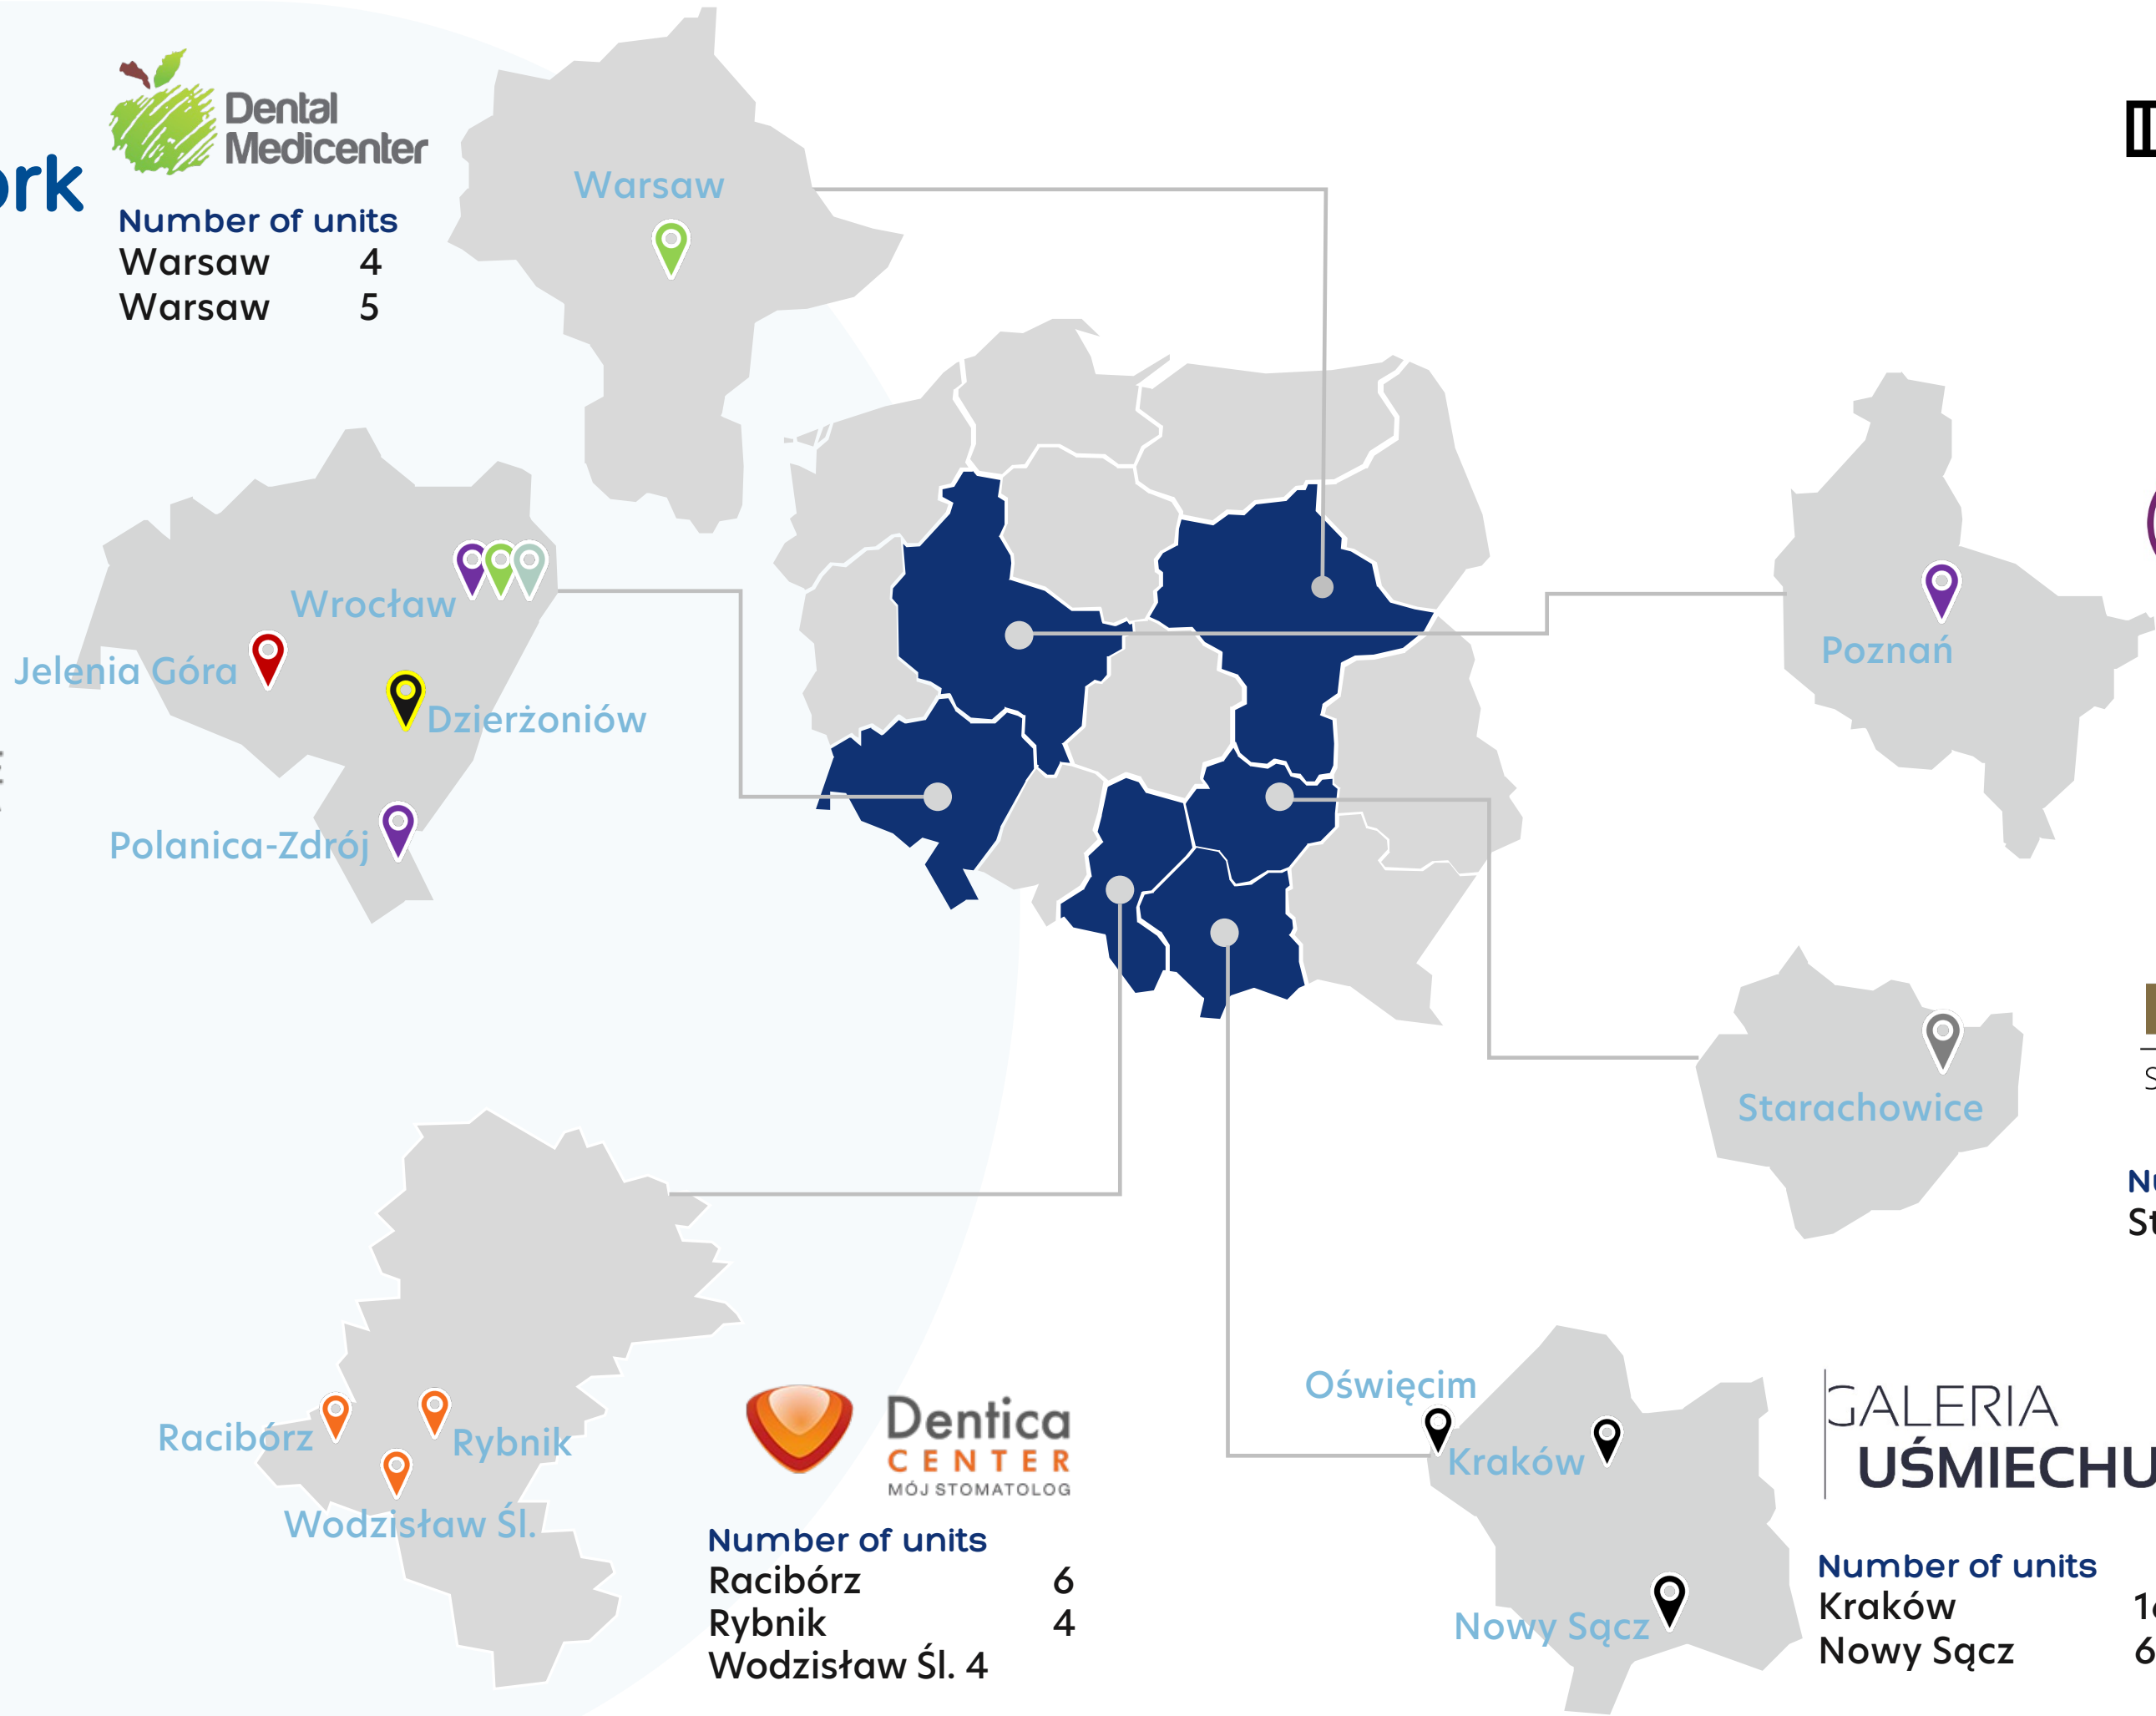 Dental
Medicenter
Number of units
Warsaw 4
Warsaw 5
Warsaw
Wrocław
Jelenia Góra
Dzierżoniów
Polanica-Zdrój
Poznań
Starachowice
Racibórz
Rybnik
Wodzisław Śl.
Dentica
CENTER
MÓJ STOMATOLOG
Number of units
Racibórz 6
Rybnik 4
Wodzisław Śl. 4
Oświęcim
Kraków
Nowy Sącz
GALERIA
UŚMIECHU
Number of units
Kraków
Nowy Sącz 6